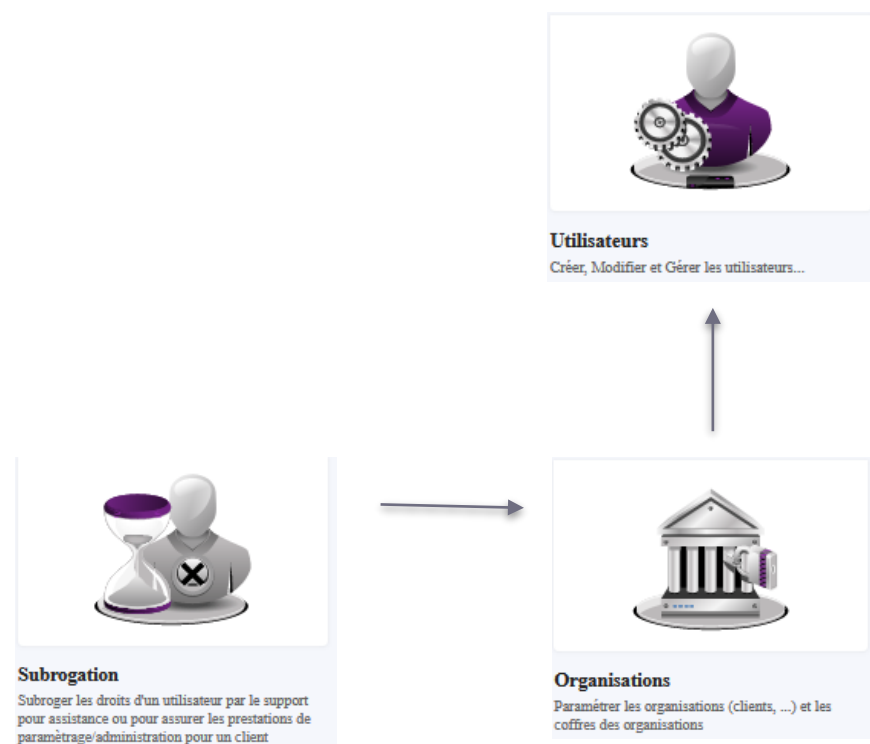 Utilisateurs
Créer, Modifier et Gérer les utilisateurs...
Subrogation
Subroger les droits d'un utilisateur par le support
pour assistance ou pour assurer les prestations de
paramètrage/administration pour un client
Organisations
Paramétrer les organisations (clients, ...) et les
coffres des organisations